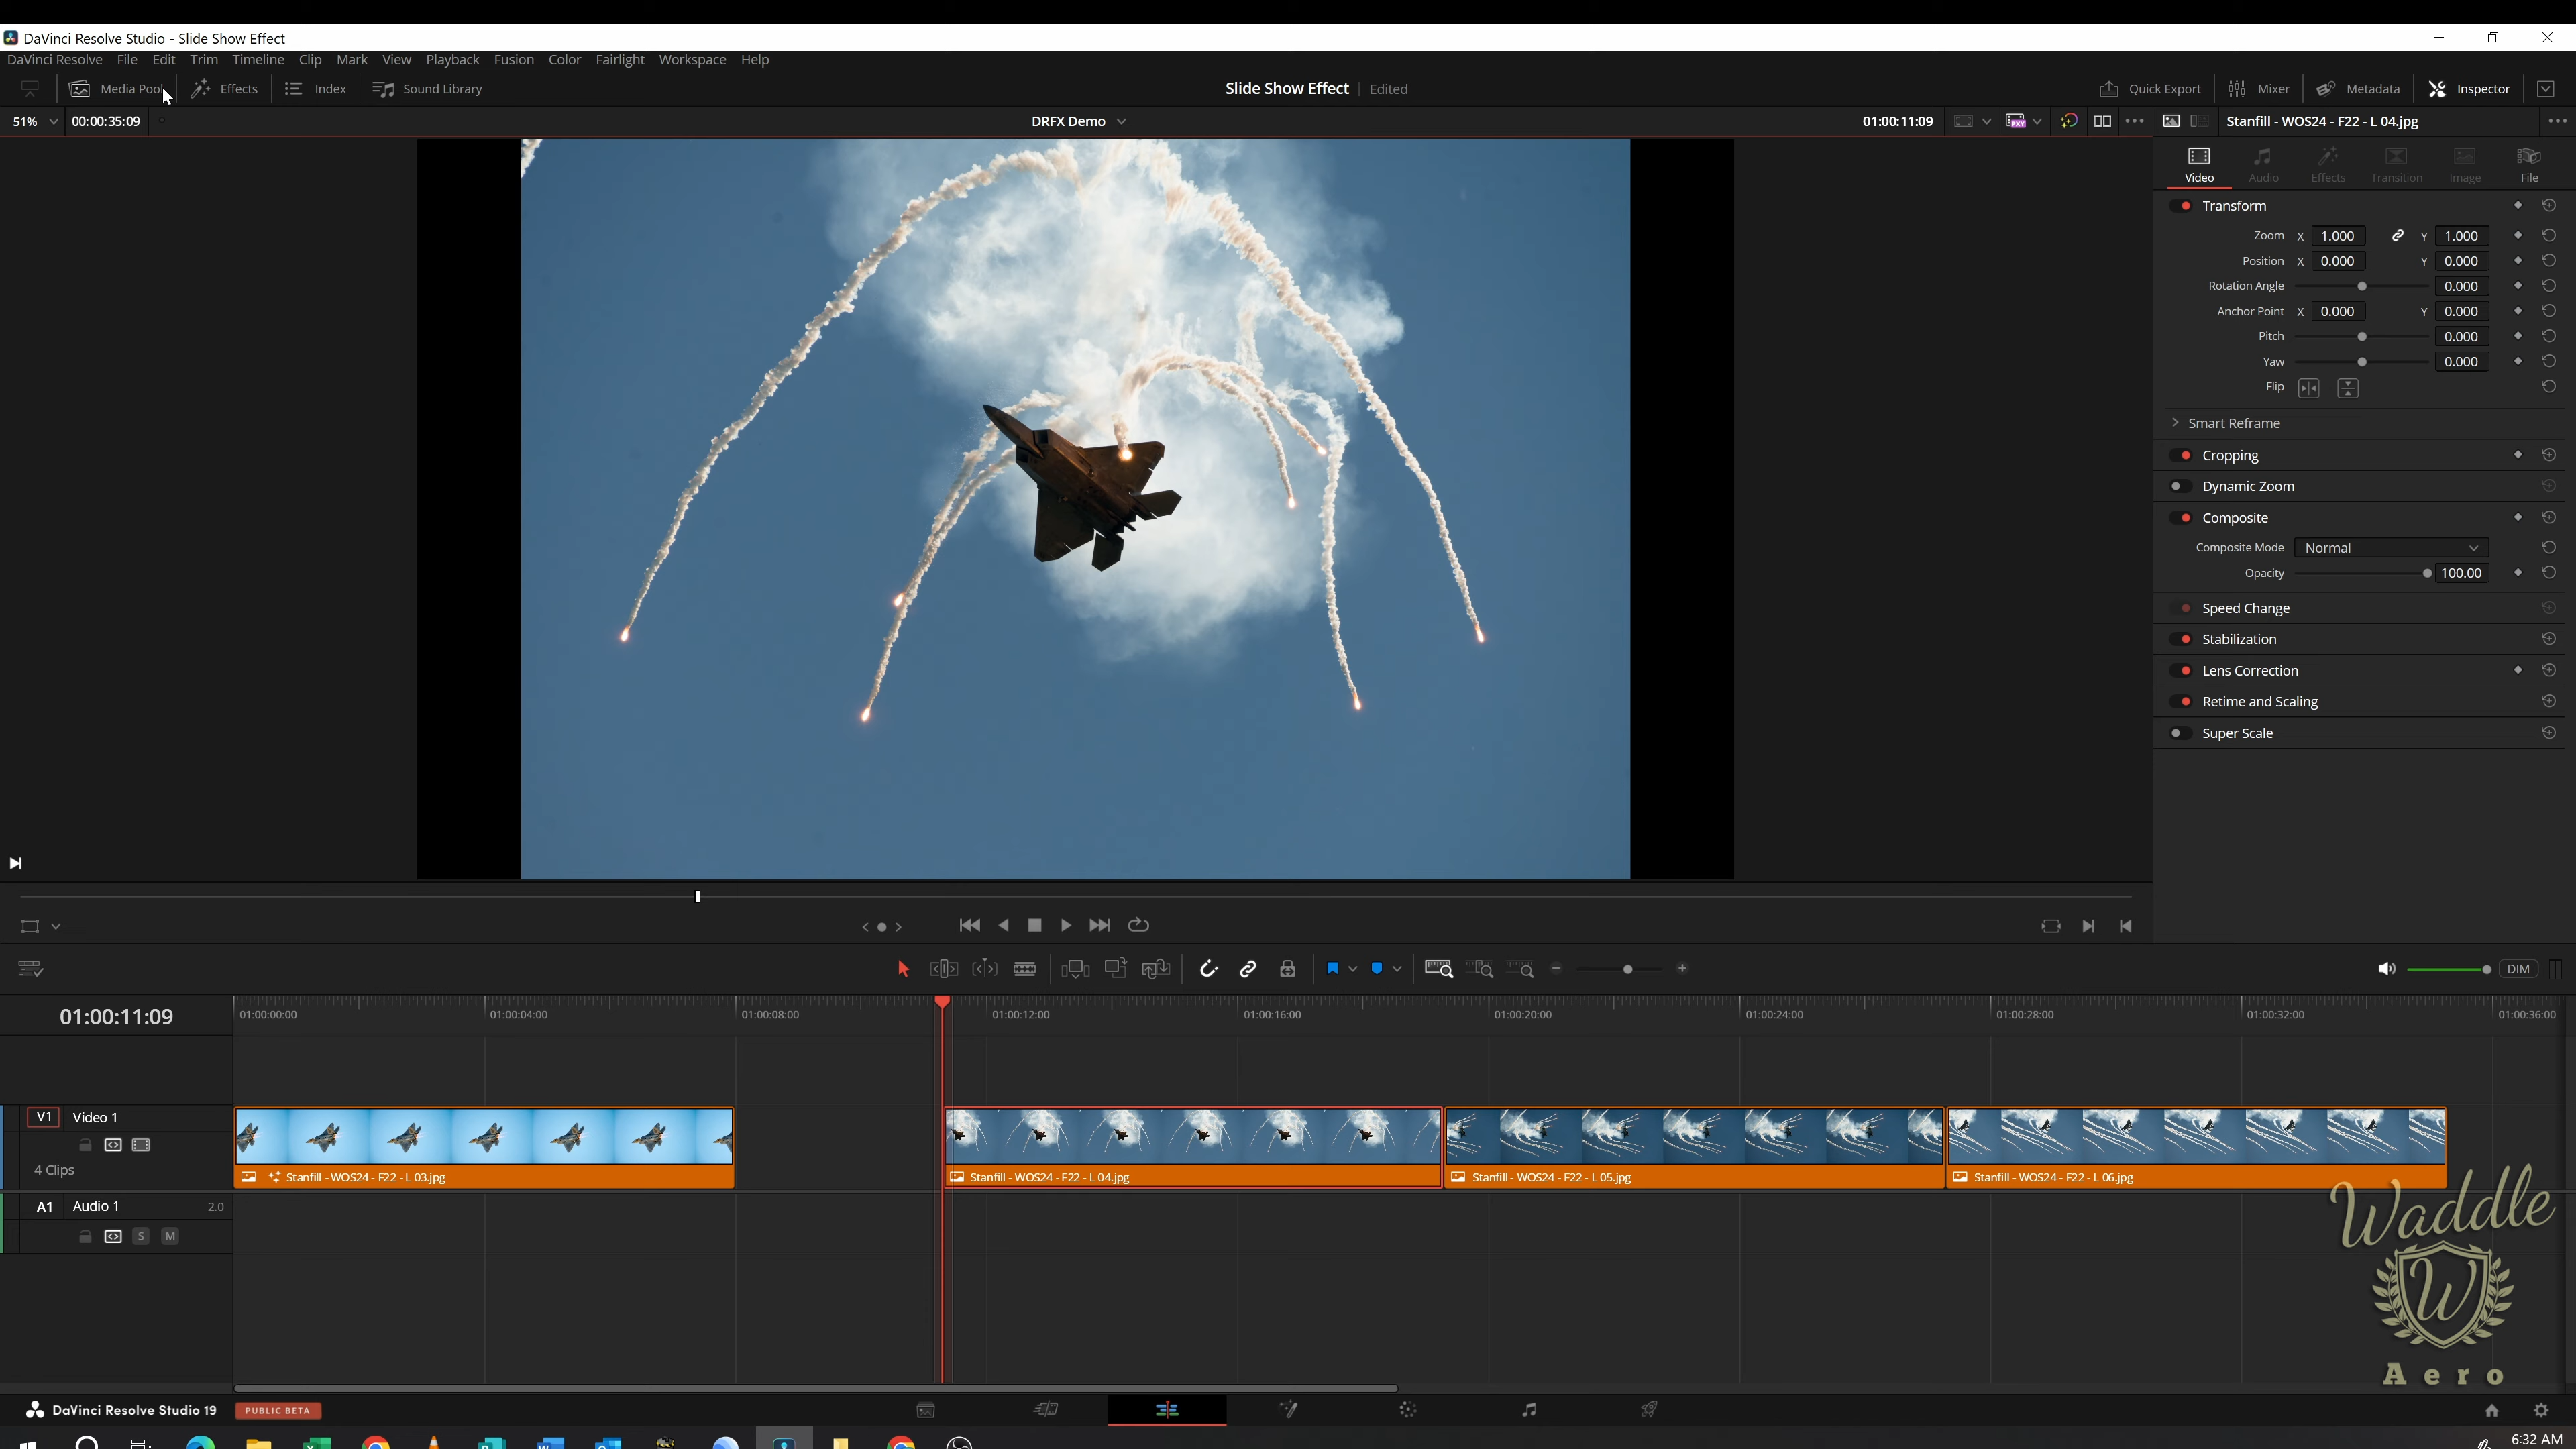 DaVinci Resolve Studio - Slide Show Effect
DaVinci Resolve File Edit Trim Timeline Clip Mark View Playback Fusion Color Fairlight Workspace Help
Media Pool Effects Index Sound Library Slide Show Effect Edited Quick Export Mixer Metadata Inspector
51% 00:00:35:09 DRFX Demo 01:00:11:09 PXY Stanfill - WOS24 - F22 - L 04.jpg
Video Audio Effects Transition Image File
Transform
Zoom X 1.000 Y 1.000
Position X 0.000 Y 0.000
Rotation Angle 0.000
Anchor Point X 0.000 Y 0.000
Pitch 0.000
Yaw 0.000
Flip
Smart Reframe
Cropping
Dynamic Zoom
Composite
Composite Mode Normal
Opacity 100.00
Speed Change
Stabilization
Lens Correction
Retime and Scaling
Super Scale
DIM
01:00:11:09 01:00:00:00 01:00:04:00 01:00:08:00 01:00:12:00 01:00:16:00 01:00:20:00 01:00:24:00 01:00:28:00 01:00:32:00 01:00:36:00
V1 Video 1
4 Clips
Stanfill - WOS24 - F22 - L 03.jpg Stanfill - WOS24 - F22 - L 04.jpg Stanfill - WOS24 - F22 - L 05.jpg Stanfill - WOS24 - F22 - L 06.jpg
A1 Audio 1 2.0
S M
Waddle
W
Aero
DaVinci Resolve Studio 19 PUBLIC BETA
6:32 AM